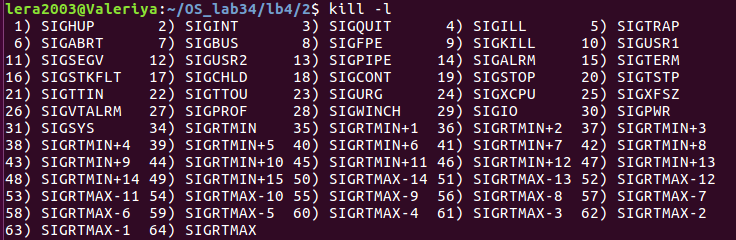 lera2003@Valeriya:~/OS_lab34/lb4/2$ kill -l
1) SIGHUP 2) SIGINT 3) SIGQUIT 4) SIGILL 5) SIGTRAP
6) SIGABRT 7) SIGBUS 8) SIGFPE 9) SIGKILL 10) SIGUSR1
11) SIGSEGV 12) SIGUSR2 13) SIGPIPE 14) SIGALRM 15) SIGTERM
16) SIGSTKFLT 17) SIGCHLD 18) SIGCONT 19) SIGSTOP 20) SIGTSTP
21) SIGTTIN 22) SIGTTOU 23) SIGURG 24) SIGXCPU 25) SIGXFSZ
26) SIGVTALRM 27) SIGPROF 28) SIGWINCH 29) SIGIO 30) SIGPWR
31) SIGSYS 34) SIGRTMIN 35) SIGRTMIN+1 36) SIGRTMIN+2 37) SIGRTMIN+3
38) SIGRTMIN+4 39) SIGRTMIN+5 40) SIGRTMIN+6 41) SIGRTMIN+7 42) SIGRTMIN+8
43) SIGRTMIN+9 44) SIGRTMIN+10 45) SIGRTMIN+11 46) SIGRTMIN+12 47) SIGRTMIN+13
48) SIGRTMIN+14 49) SIGRTMIN+15 50) SIGRTMAX-14 51) SIGRTMAX-13 52) SIGRTMAX-12
53) SIGRTMAX-11 54) SIGRTMAX-10 55) SIGRTMAX-9 56) SIGRTMAX-8 57) SIGRTMAX-7
58) SIGRTMAX-6 59) SIGRTMAX-5 60) SIGRTMAX-4 61) SIGRTMAX-3 62) SIGRTMAX-2
63) SIGRTMAX-1 64) SIGRTMAX